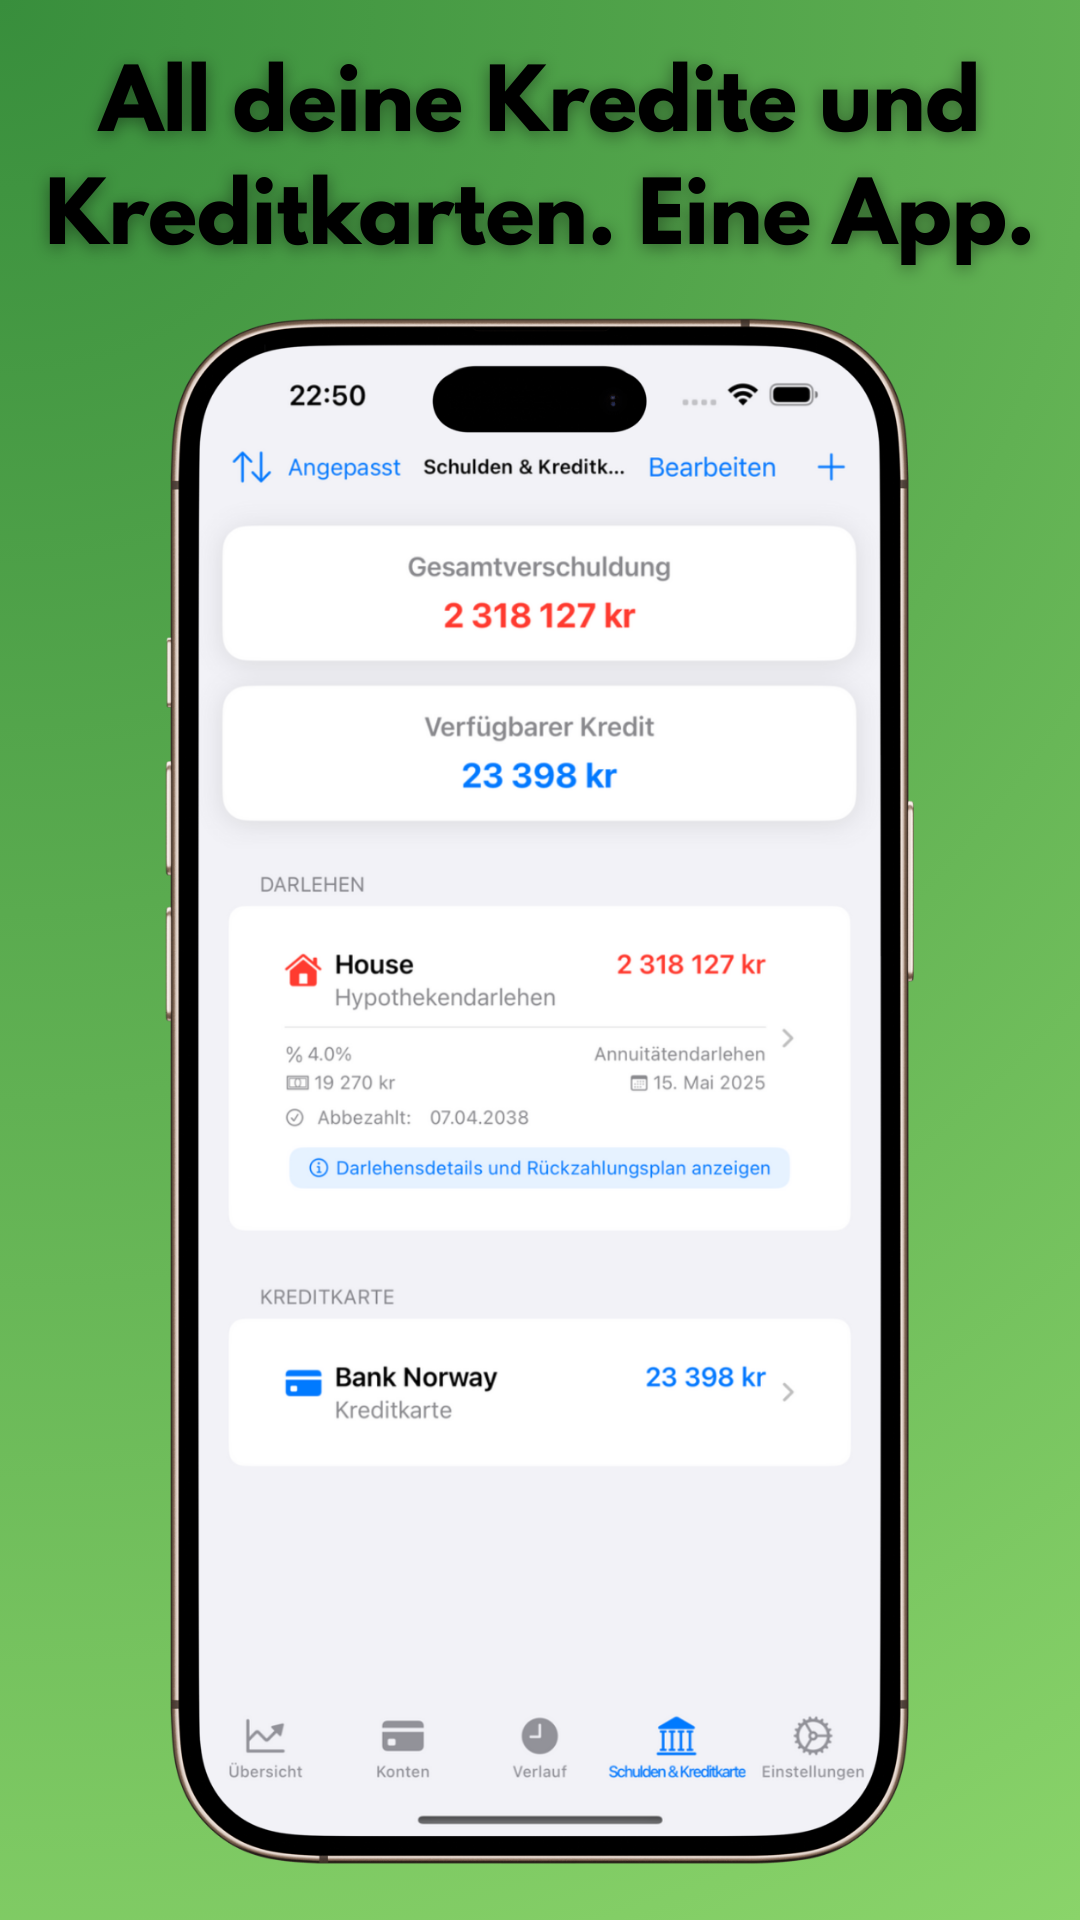 All deine Kredite und
Kreditkarten. Eine App.
22:50
Angepasst Schulden & Kreditk... Bearbeiten +
Gesamtverschuldung
2 318 127 kr
Verfügbarer Kredit
23 398 kr
DARLEHEN
House 2 318 127 kr
Hypothekendarlehen
% 4.0% Annuitätendarlehen
19 270 kr 15. Mai 2025
Abbezahlt: 07.04.2038
Darlehensdetails und Rückzahlungsplan anzeigen
KREDITKARTE
Bank Norway 23 398 kr
Kreditkarte
Übersicht Konten Verlauf Schulden & Kreditkarte Einstellungen